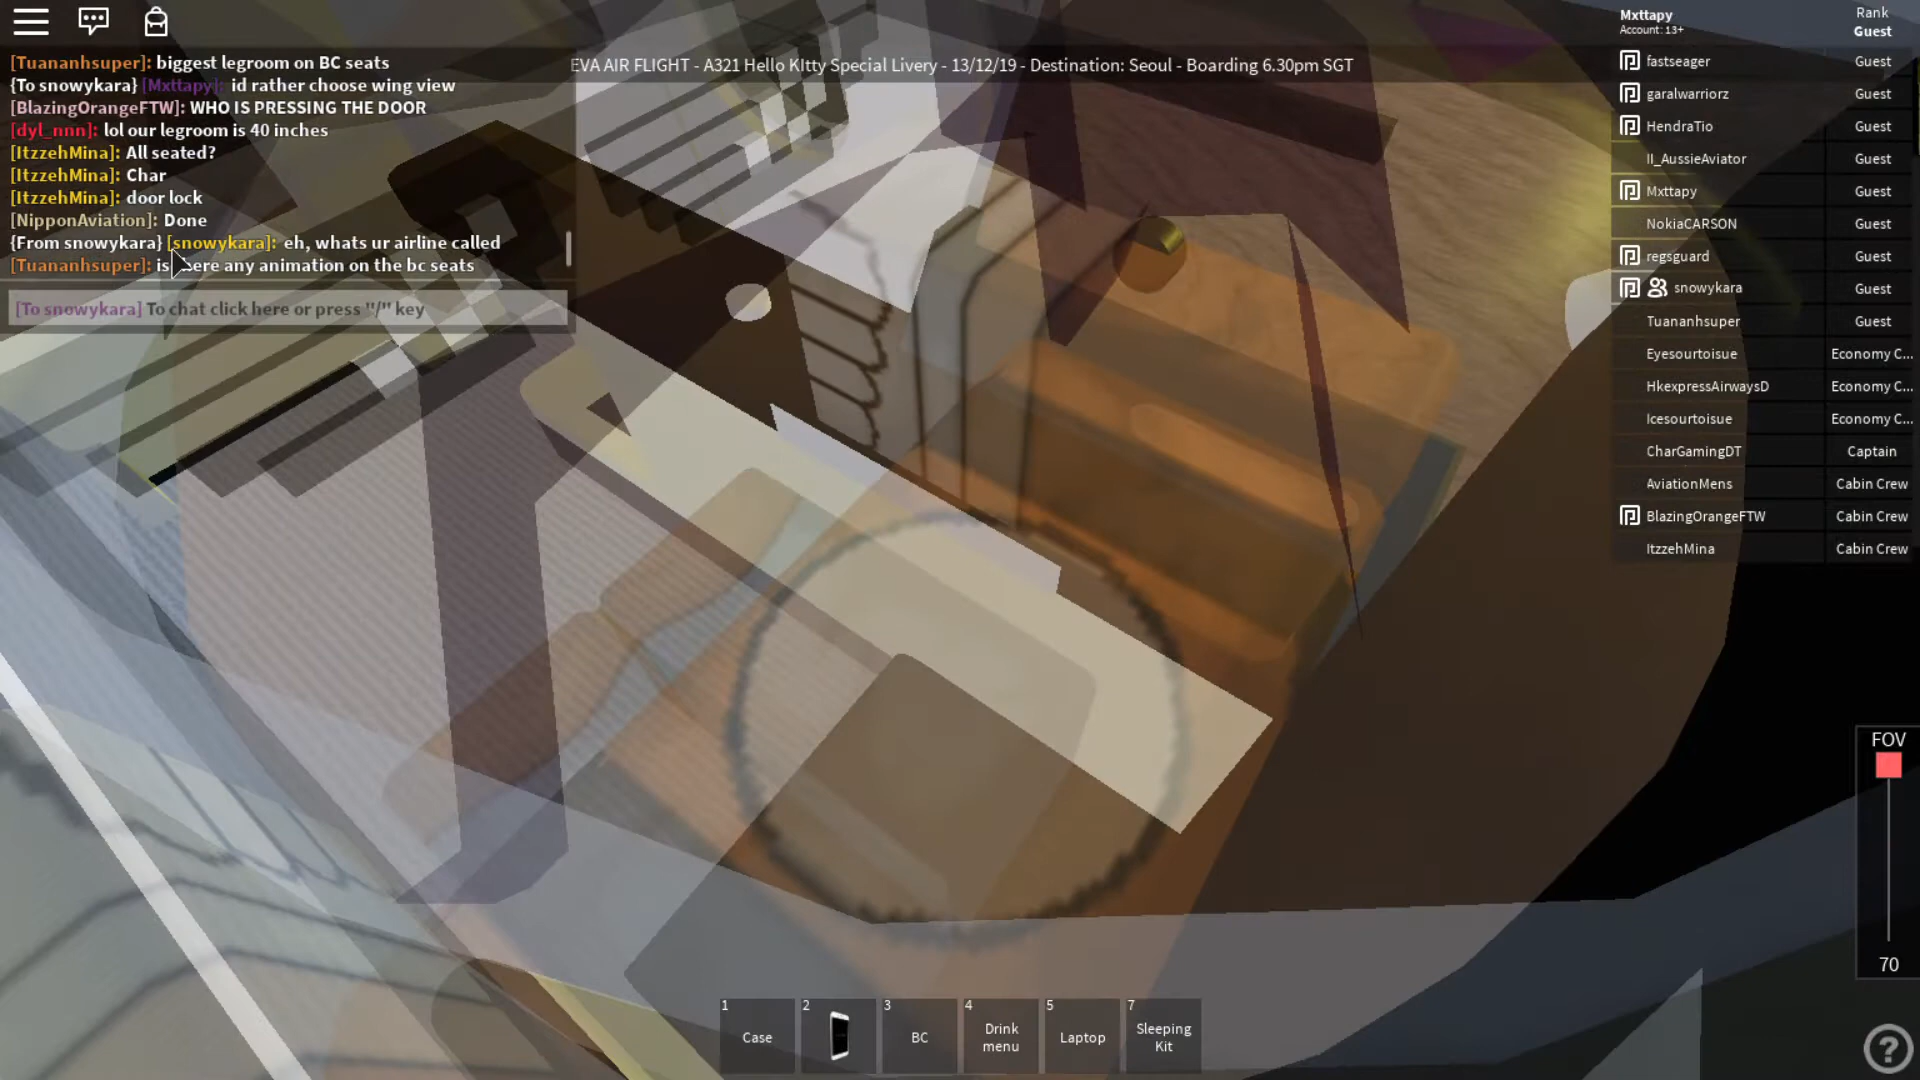 [Tuananhsuper]: biggest legroom on BC seats
{To snowykara} [Mxttapy]: id rather choose wing view
[BlazingOrangeFTW]: WHO IS PRESSING THE DOOR
[dyl_nnn]: lol our legroom is 40 inches
[ItzzehMina]: All seated?
[ItzzehMina]: Char
[ItzzehMina]: door lock
[NipponAviation]: Done
{From snowykara} [snowykara]: eh, whats ur airline called
[Tuananhsuper]: is there any animation on the bc seats
[To snowykara] To chat click here or press "/" key
EVA AIR FLIGHT - A321 Hello KItty Special Livery - 13/12/19 - Destination: Seoul - Boarding 6.30pm SGT
Mxttapy Rank
Account: 13+ Guest
fastseager Guest
garalwarriorz Guest
HendraTio Guest
II_AussieAviator Guest
Mxttapy Guest
NokiaCARSON Guest
regsguard Guest
snowykara Guest
Tuananhsuper Guest
Eyesourtoisue Economy C...
HkexpressAirwaysD Economy C...
Icesourtoisue Economy C...
CharGamingDT Captain
AviationMens Cabin Crew
BlazingOrangeFTW Cabin Crew
ItzzehMina Cabin Crew
FOV
70
1 Case
2
3 BC
4 Drink menu
5 Laptop
7 Sleeping Kit
?